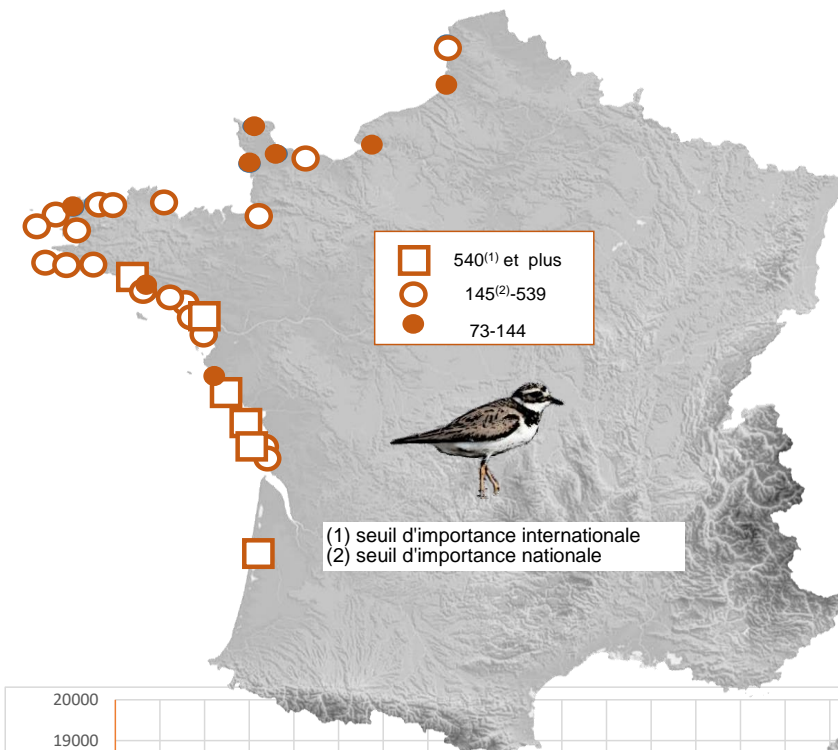 540(1) et plus
145(2)-539
73-144
(1) seuil d'importance internationale
(2) seuil d'importance nationale
20000
19000